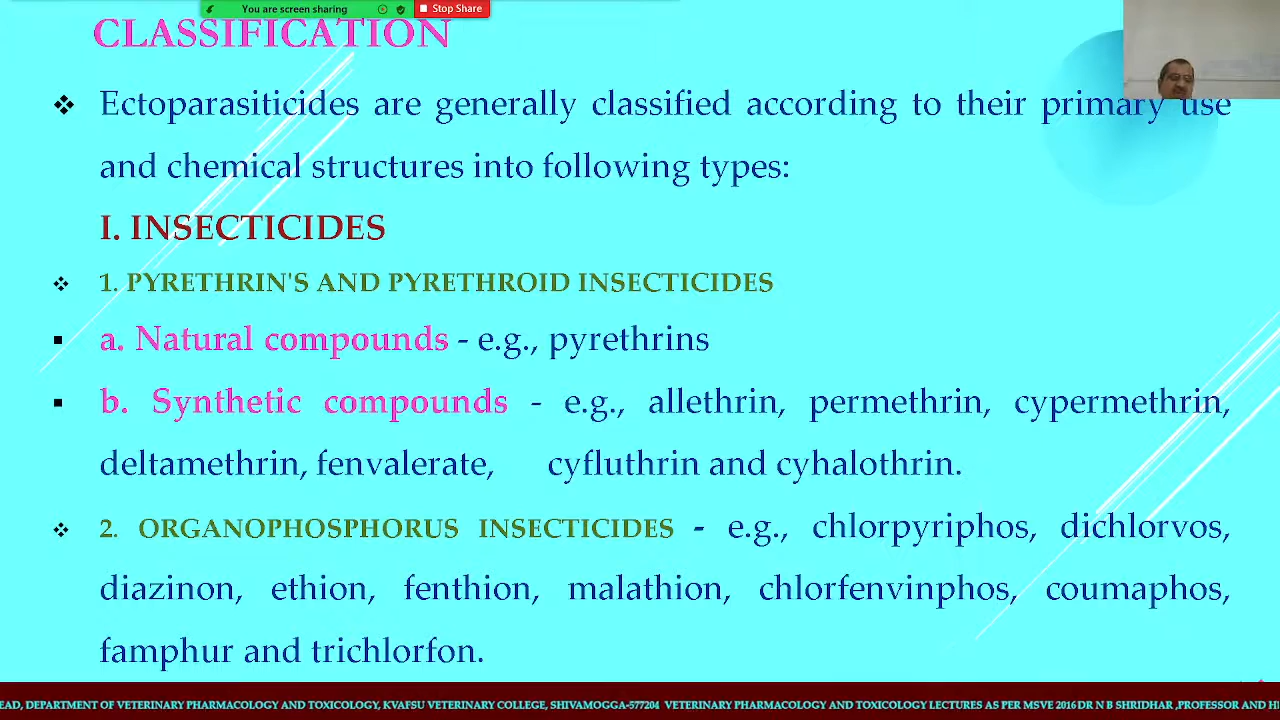 You are screen sharing
Stop Share
CLASSIFICATION
Ectoparasiticides are generally classified according to their primary use
and chemical structures into following types:
I. INSECTICIDES
1. PYRETHRIN'S AND PYRETHROID INSECTICIDES
a. Natural compounds - e.g., pyrethrins
b. Synthetic compounds - e.g., allethrin, permethrin, cypermethrin,
deltamethrin, fenvalerate, cyfluthrin and cyhalothrin.
2. ORGANOPHOSPHORUS INSECTICIDES - e.g., chlorpyriphos, dichlorvos,
diazinon, ethion, fenthion, malathion, chlorfenvinphos, coumaphos,
famphur and trichlorfon.
EAD, DEPARTMENT OF VETERINARY PHARMACOLOGY AND TOXICOLOGY, KVAFSU VETERINARY COLLEGE, SHIVAMOGGA-577204 VETERINARY PHARMACOLOGY AND TOXICOLOGY LECTURES AS PER MSVE 2016 DR N B SHRIDHAR ,PROFESSOR AND HE